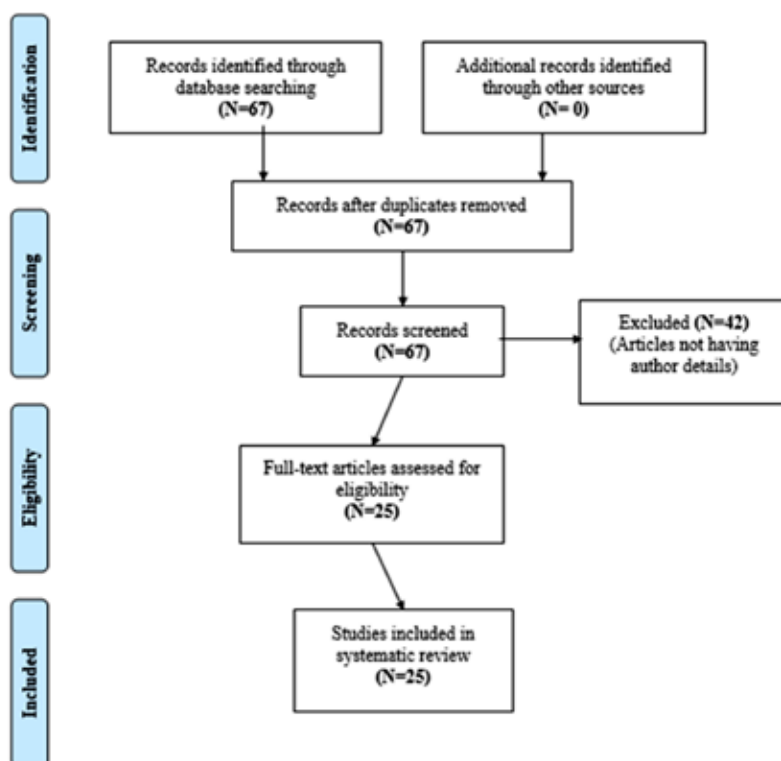 Identification
Records identified through
database searching
(N=67)
Additional records identified
through other sources
(N= 0)
Records after duplicates removed
(N=67)
Screening
Records screened
(N=67)
Excluded (N=42)
(Articles not having
author details)
Eligibility
Full-text articles assessed for
eligibility
(N=25)
Included
Studies included in
systematic review
(N=25)